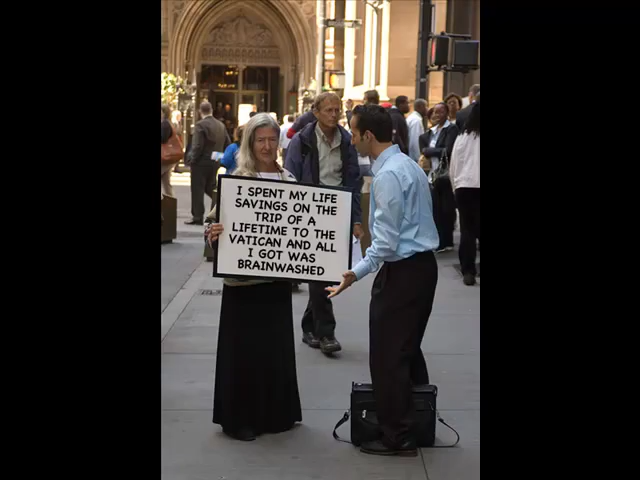 I SPENT MY LIFE
SAVINGS ON THE
TRIP OF A
LIFETIME TO THE
VATICAN AND ALL
I GOT WAS
BRAINWASHED